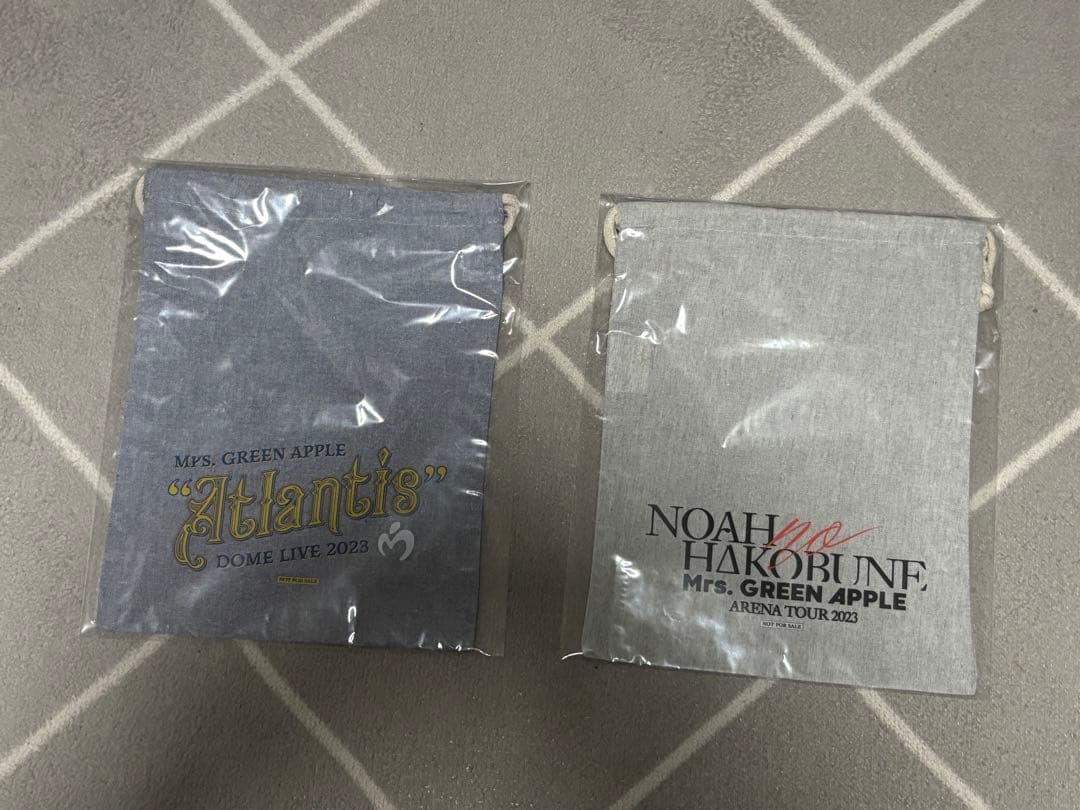 Mrs. GREEN APPLE
“Atlantis”
DOME LIVE 2023
NOT FOR SALE
NOAH no
HAKOBUNE
Mrs. GREEN APPLE
ARENA TOUR 2023
NOT FOR SALE